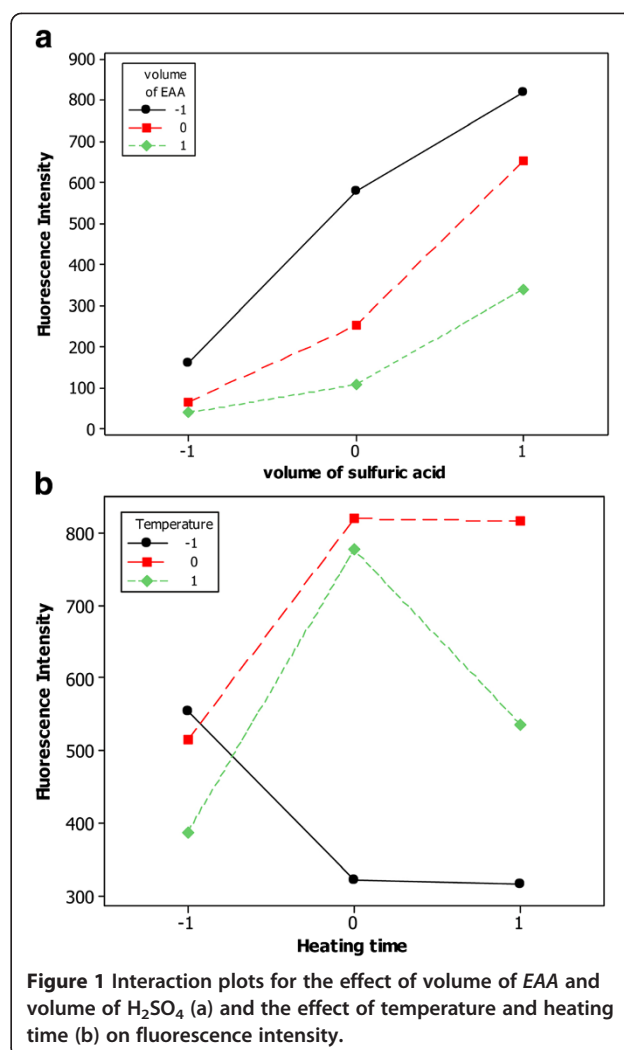 a
900
800
700
600
500
400
300
200
100
0
Fluorescence Intensity
volume
of EAA
-1
0
1
-1 0 1
volume of sulfuric acid
b
800
700
600
500
400
300
Fluorescence Intensity
Temperature
-1
0
1
-1 0 1
Heating time
Figure 1 Interaction plots for the effect of volume of EAA and
volume of H₂SO₄ (a) and the effect of temperature and heating
time (b) on fluorescence intensity.